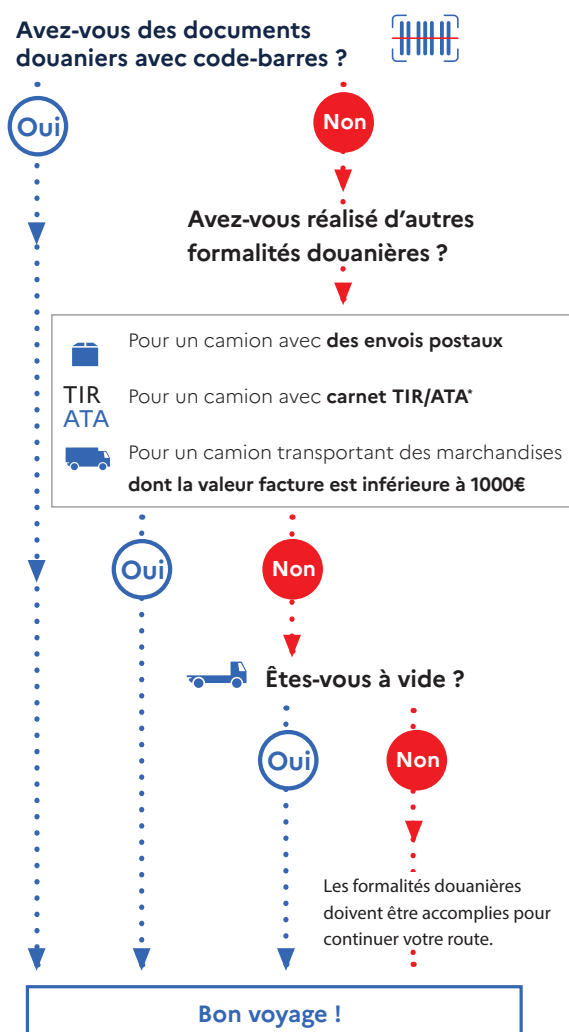 Avez-vous des documents
douaniers avec code-barres ?
Oui
Non
Avez-vous réalisé d'autres
formalités douanières ?
Pour un camion avec des envois postaux
TIR
ATA
Pour un camion avec carnet TIR/ATA*
Pour un camion transportant des marchandises
dont la valeur facture est inférieure à 1000€
Oui
Non
Êtes-vous à vide ?
Oui
Non
Les formalités douanières
doivent être accomplies pour
continuer votre route.
Bon voyage !